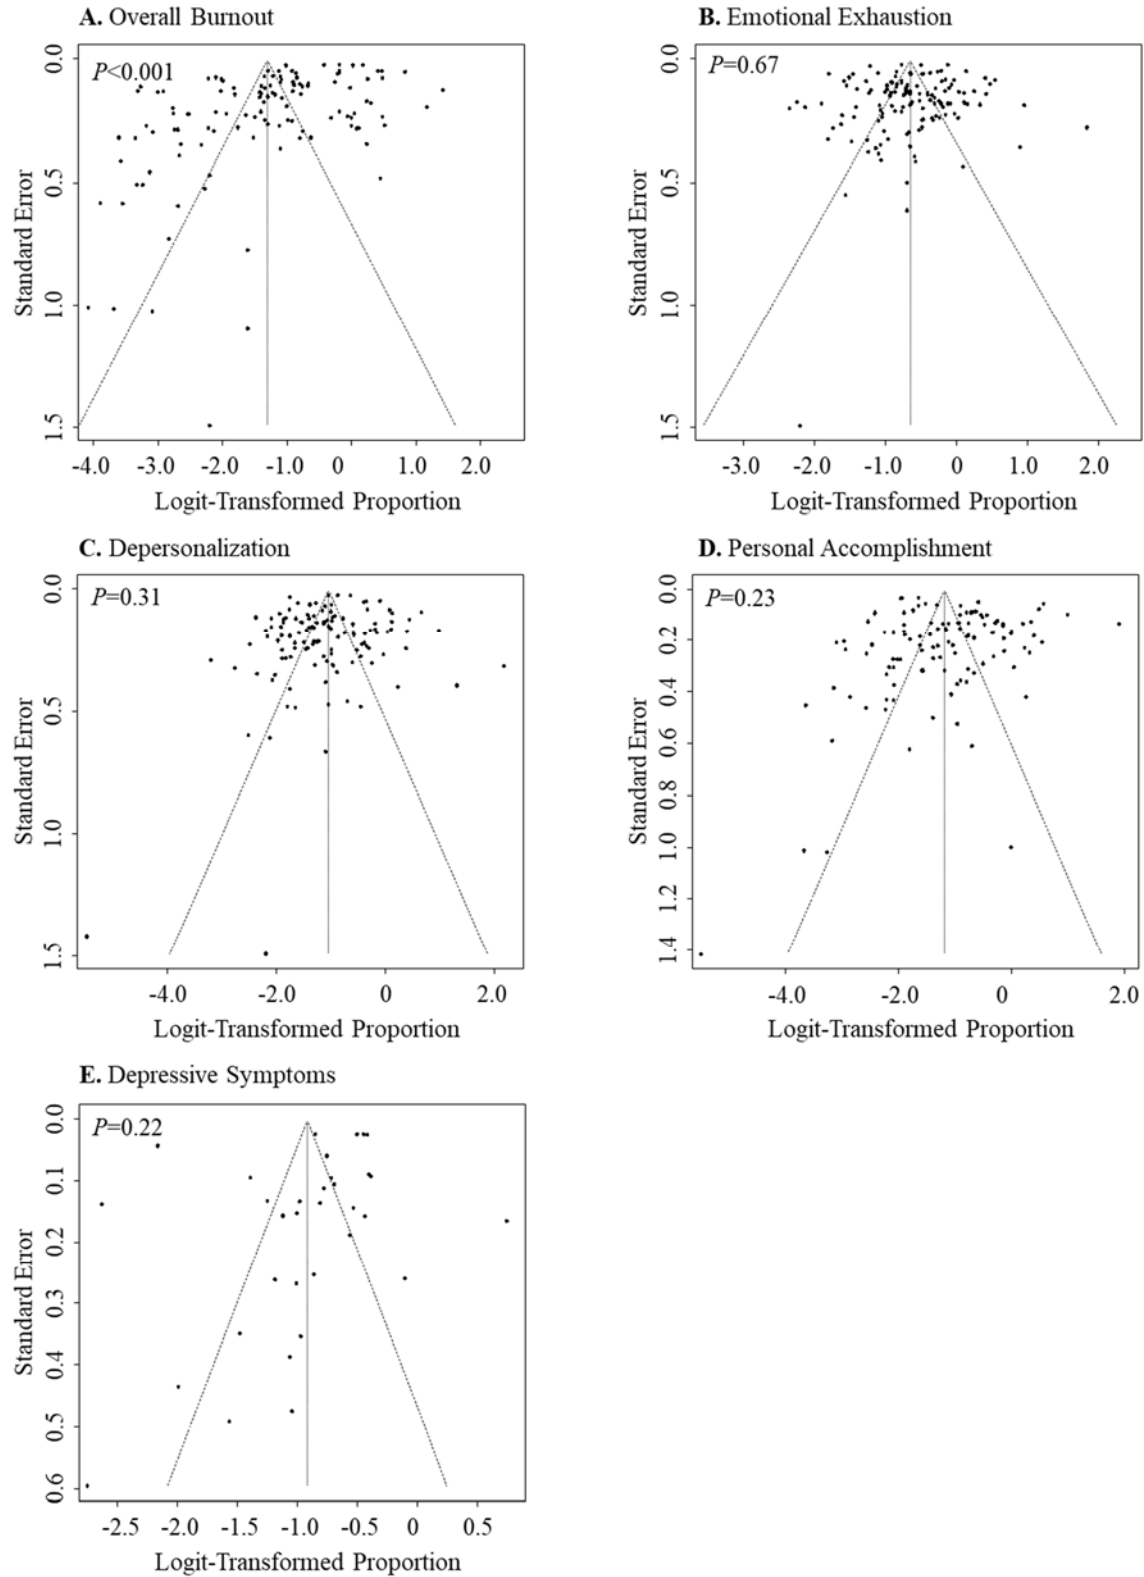 A. Overall Burnout
P<0.001
0.0
0.5
1.0
1.5
Standard Error
-4.0 -3.0 -2.0 -1.0 0 1.0 2.0
Logit-Transformed Proportion
B. Emotional Exhaustion
P=0.67
0.0
0.5
1.0
1.5
Standard Error
-3.0 -2.0 -1.0 0 1.0 2.0
Logit-Transformed Proportion
C. Depersonalization
P=0.31
0.0
0.5
1.0
1.5
Standard Error
-4.0 -2.0 0 2.0
Logit-Transformed Proportion
D. Personal Accomplishment
P=0.23
0.0
0.2
0.4
0.6
0.8
1.0
1.2
1.4
Standard Error
-4.0 -2.0 0 2.0
Logit-Transformed Proportion
E. Depressive Symptoms
P=0.22
0.0
0.1
0.2
0.3
0.4
0.5
0.6
Standard Error
-2.5 -2.0 -1.5 -1.0 -0.5 0 0.5
Logit-Transformed Proportion